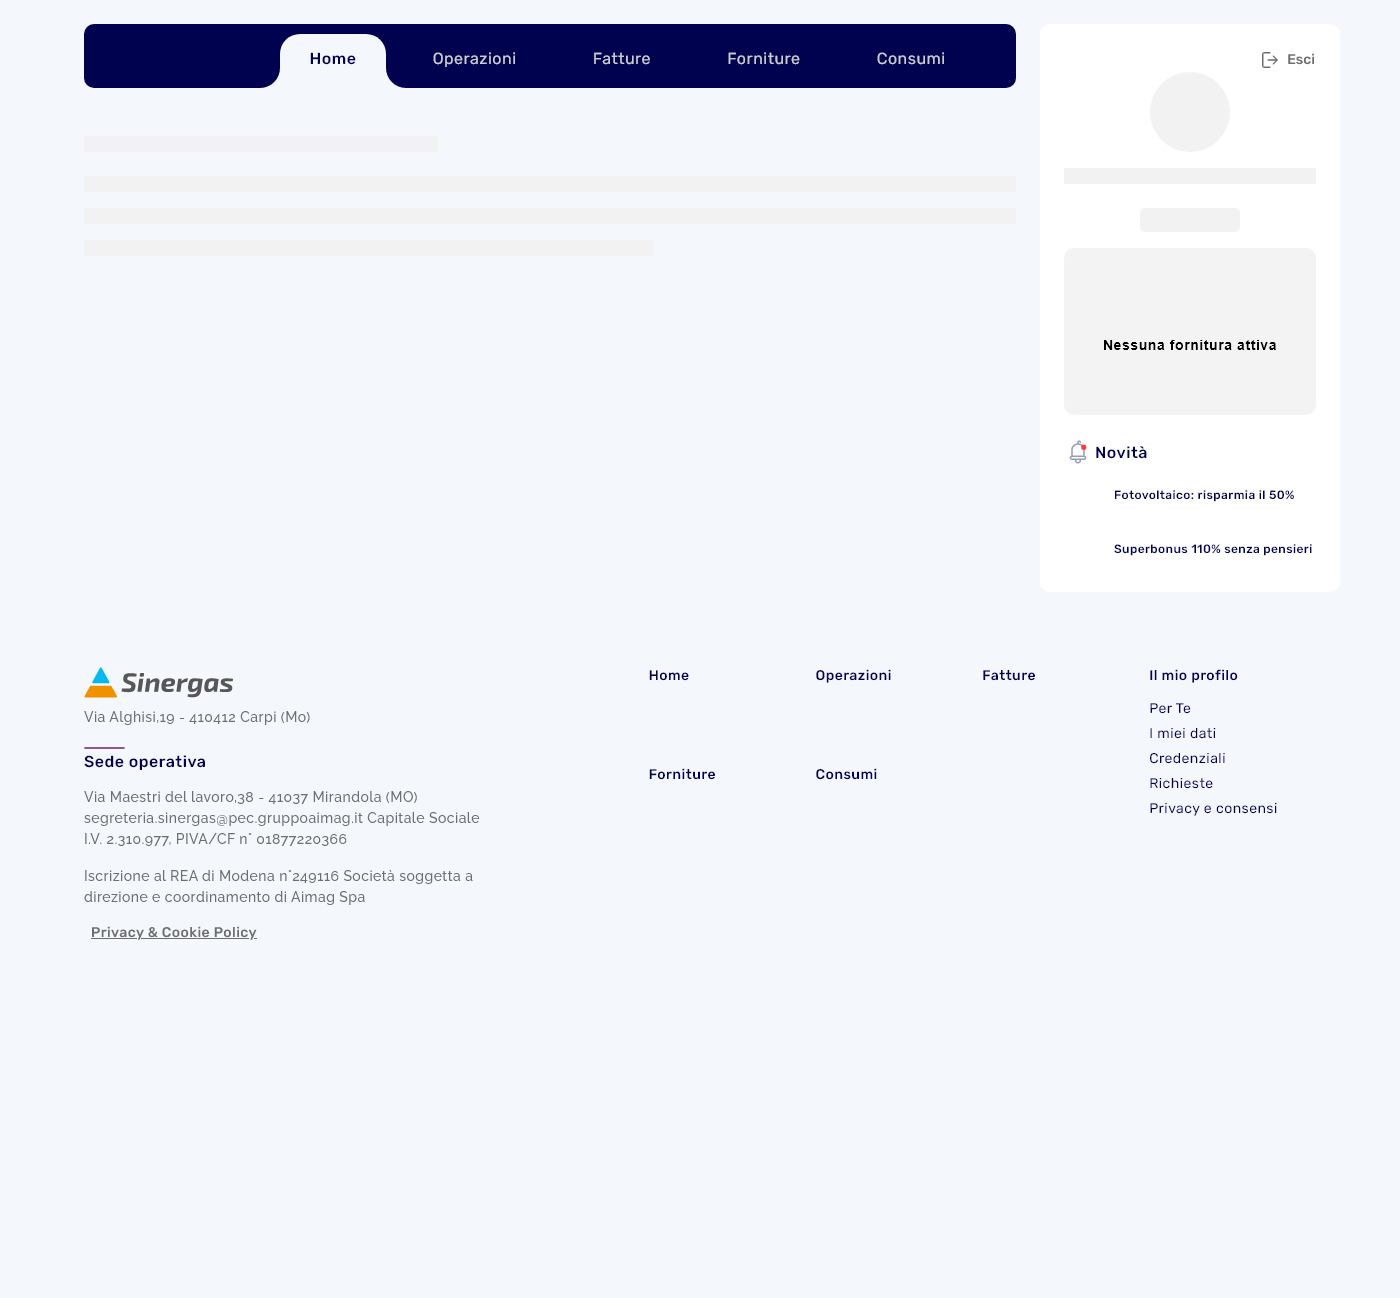 Home
Operazioni
Fatture
Forniture
Consumi
Esci
Nessuna fornitura attiva
Novità
Fotovoltaico: risparmia il 50%
Superbonus 110% senza pensieri
Sinergas
Via Alghisi,19 - 410412 Carpi (Mo)
Sede operativa
Via Maestri del lavoro,38 - 41037 Mirandola (MO)
segreteria.sinergas@pec.gruppoaimag.it Capitale Sociale
I.V. 2.310.977, PIVA/CF n° 01877220366
Iscrizione al REA di Modena n°249116 Società soggetta a
direzione e coordinamento di Aimag Spa
Privacy & Cookie Policy
Home
Operazioni
Fatture
Forniture
Consumi
Il mio profilo
Per Te
I miei dati
Credenziali
Richieste
Privacy e consensi